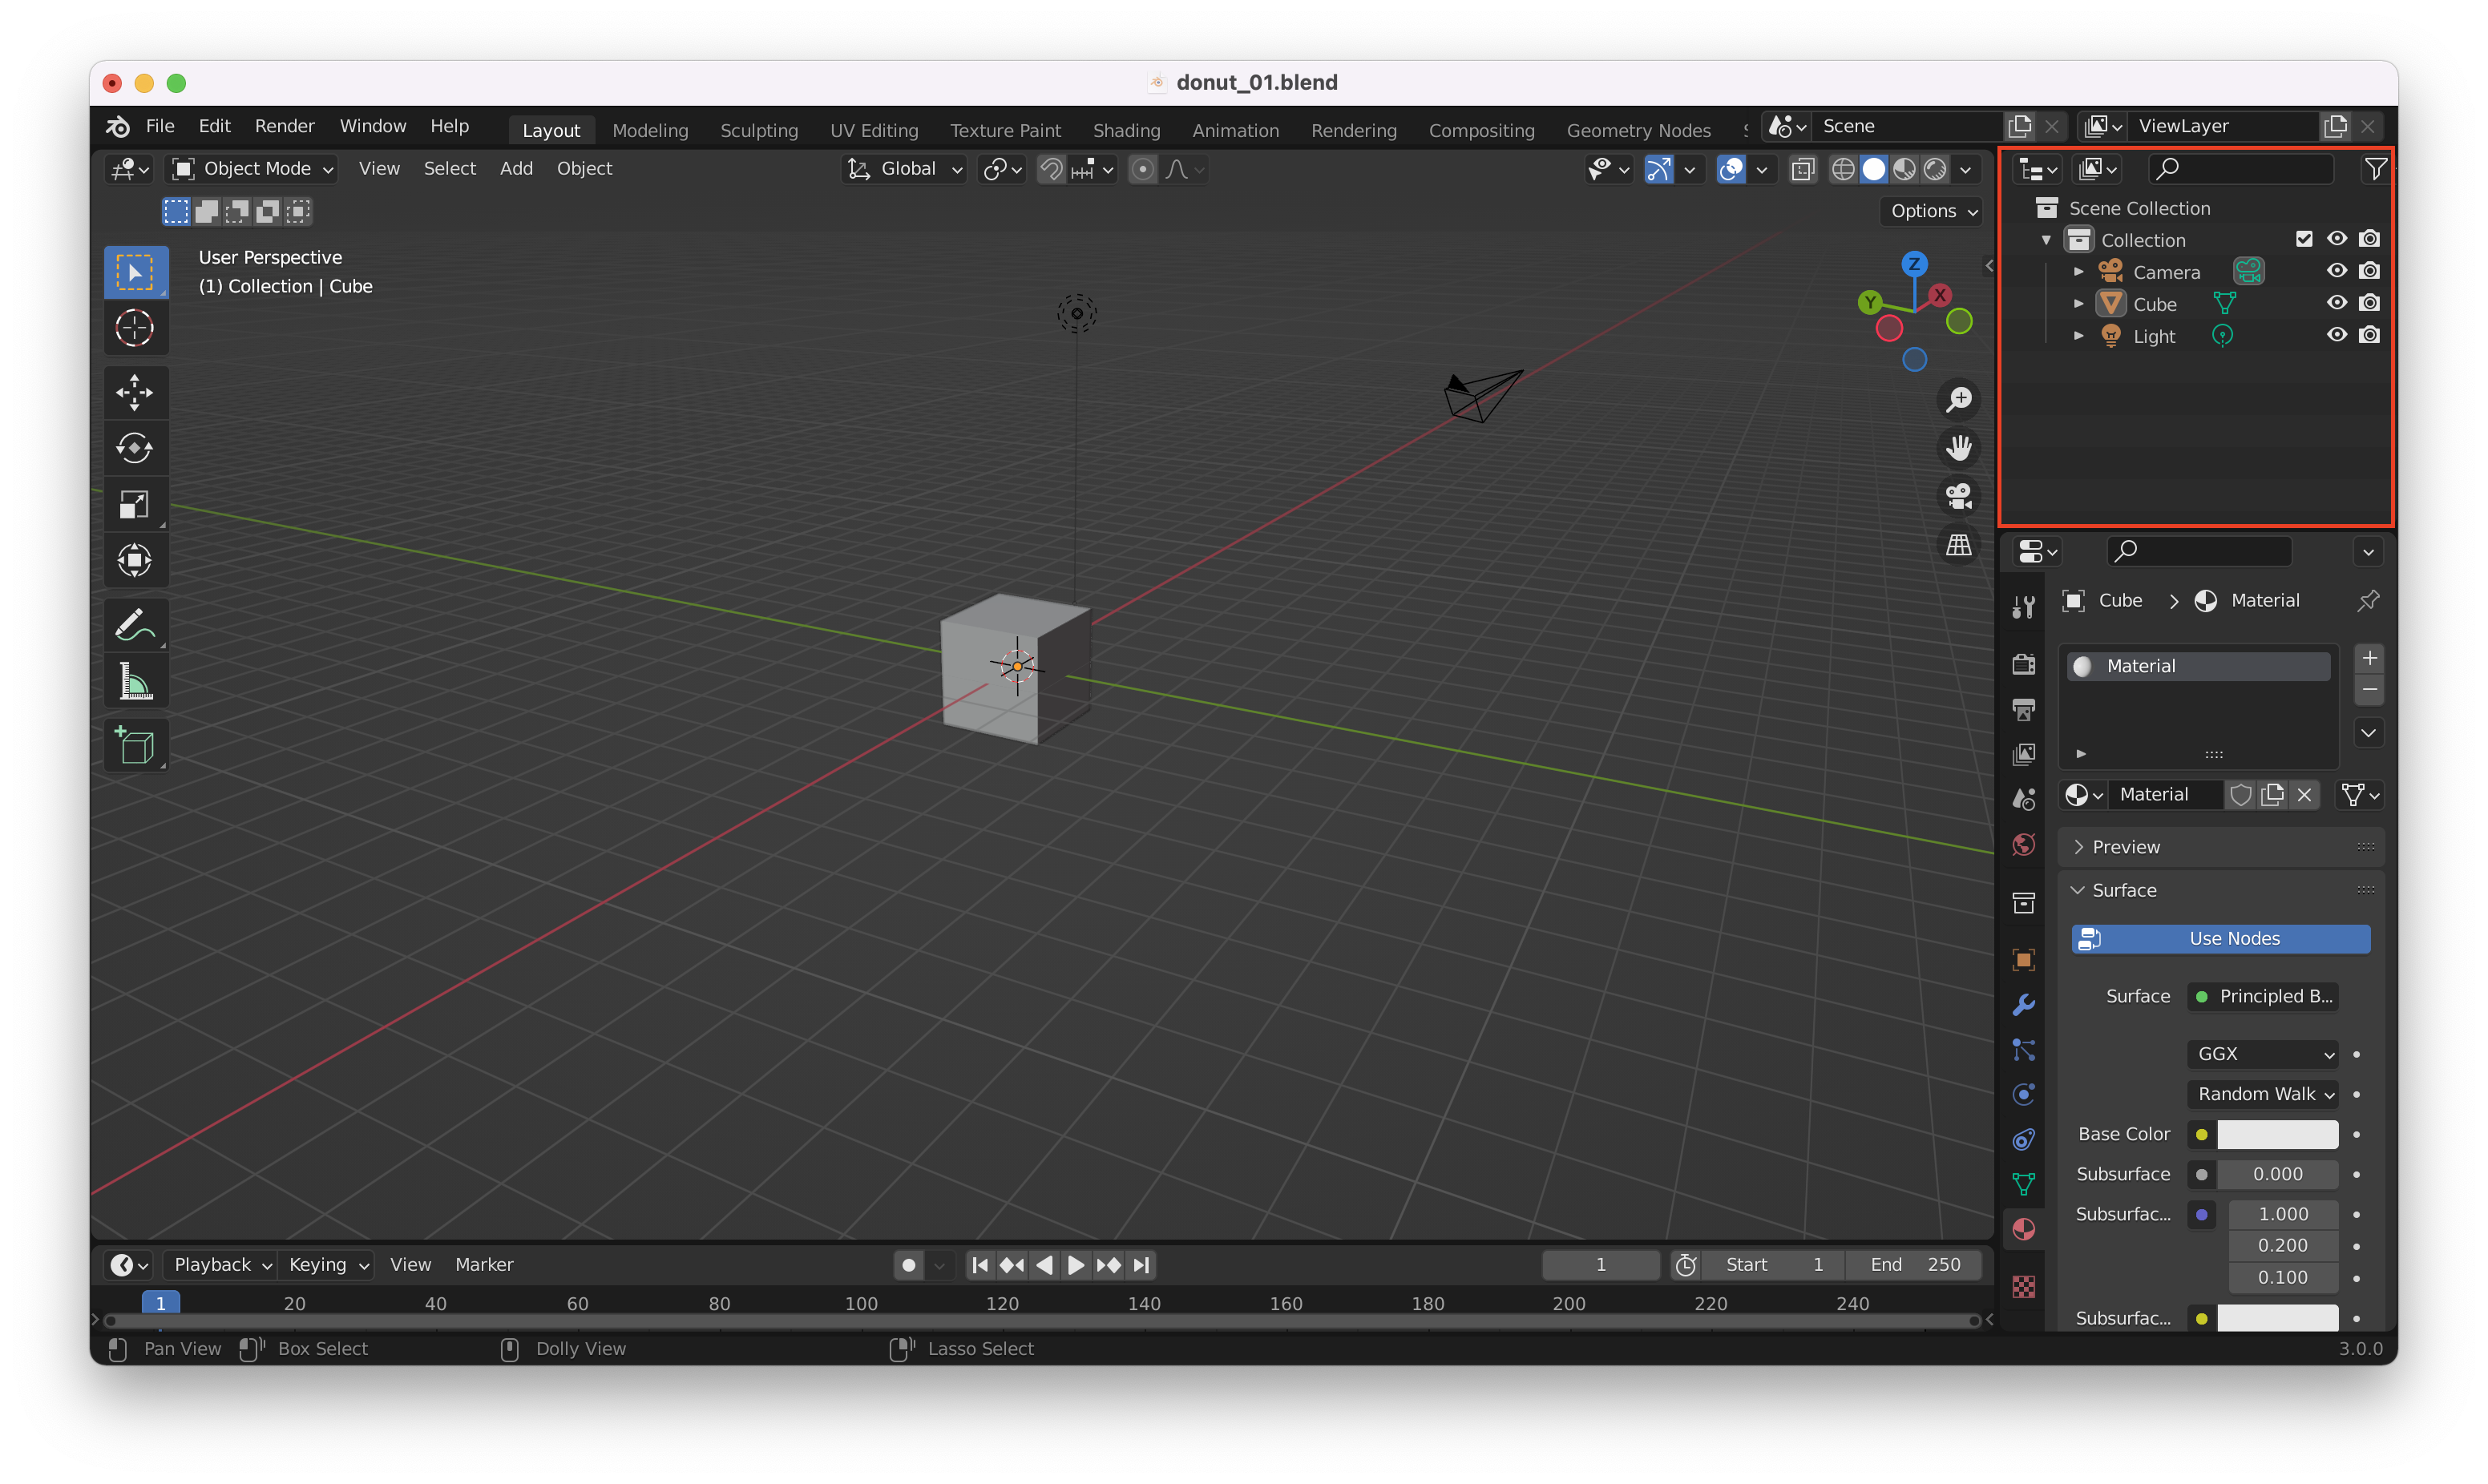 donut_01.blend
File Edit Render Window Help Layout Modeling Sculpting UV Editing Texture Paint Shading Animation Rendering Compositing Geometry Nodes Scene ViewLayer
Object Mode View Select Add Object Global
Options
User Perspective
(1) Collection | Cube
Z
Y X
Scene Collection
Collection
Camera
Cube
Light
Cube > Material
Material
Material
Preview
Surface
Use Nodes
Surface Principled B...
GGX
Random Walk
Base Color
Subsurface 0.000
Subsurfac... 1.000
0.200
0.100
Subsurfac...
Playback Keying View Marker 1 Start 1 End 250
1 20 40 60 80 100 120 140 160 180 200 220 240
Pan View Box Select Dolly View Lasso Select 3.0.0